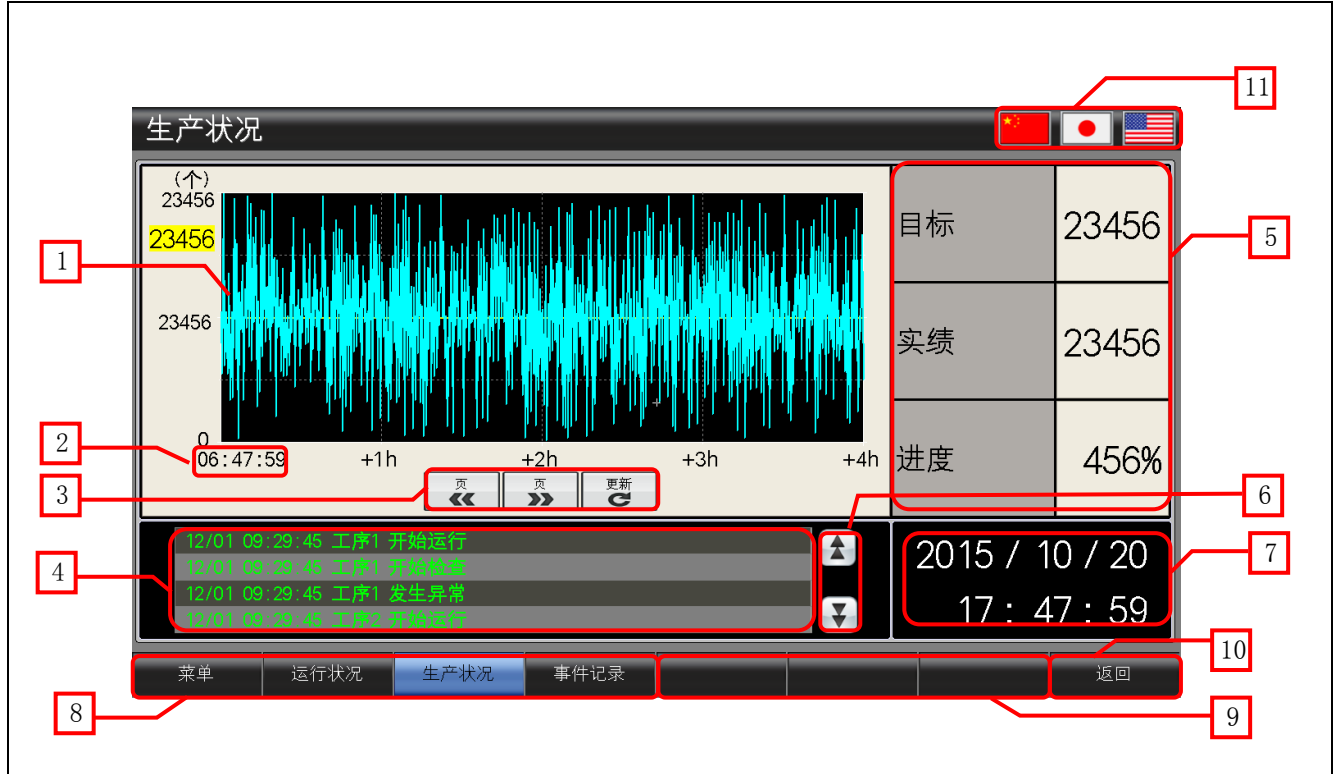 11
生产状况
(个)
23456
23456
23456
0
06:47:59 +1h +2h +3h +4h
页 页 更新
目标 23456
实绩 23456
进度 456%
1
2
3
4
5
6
7
12/01 09:29:45 工序1 开始运行
12/01 09:29:45 工序1 开始检查
12/01 09:29:45 工序1 发生异常
12/01 09:29:45 工序2 开始运行
2015 / 10 / 20
17 : 47 : 59
10
菜单 运行状况 生产状况 事件记录 返回
8
9